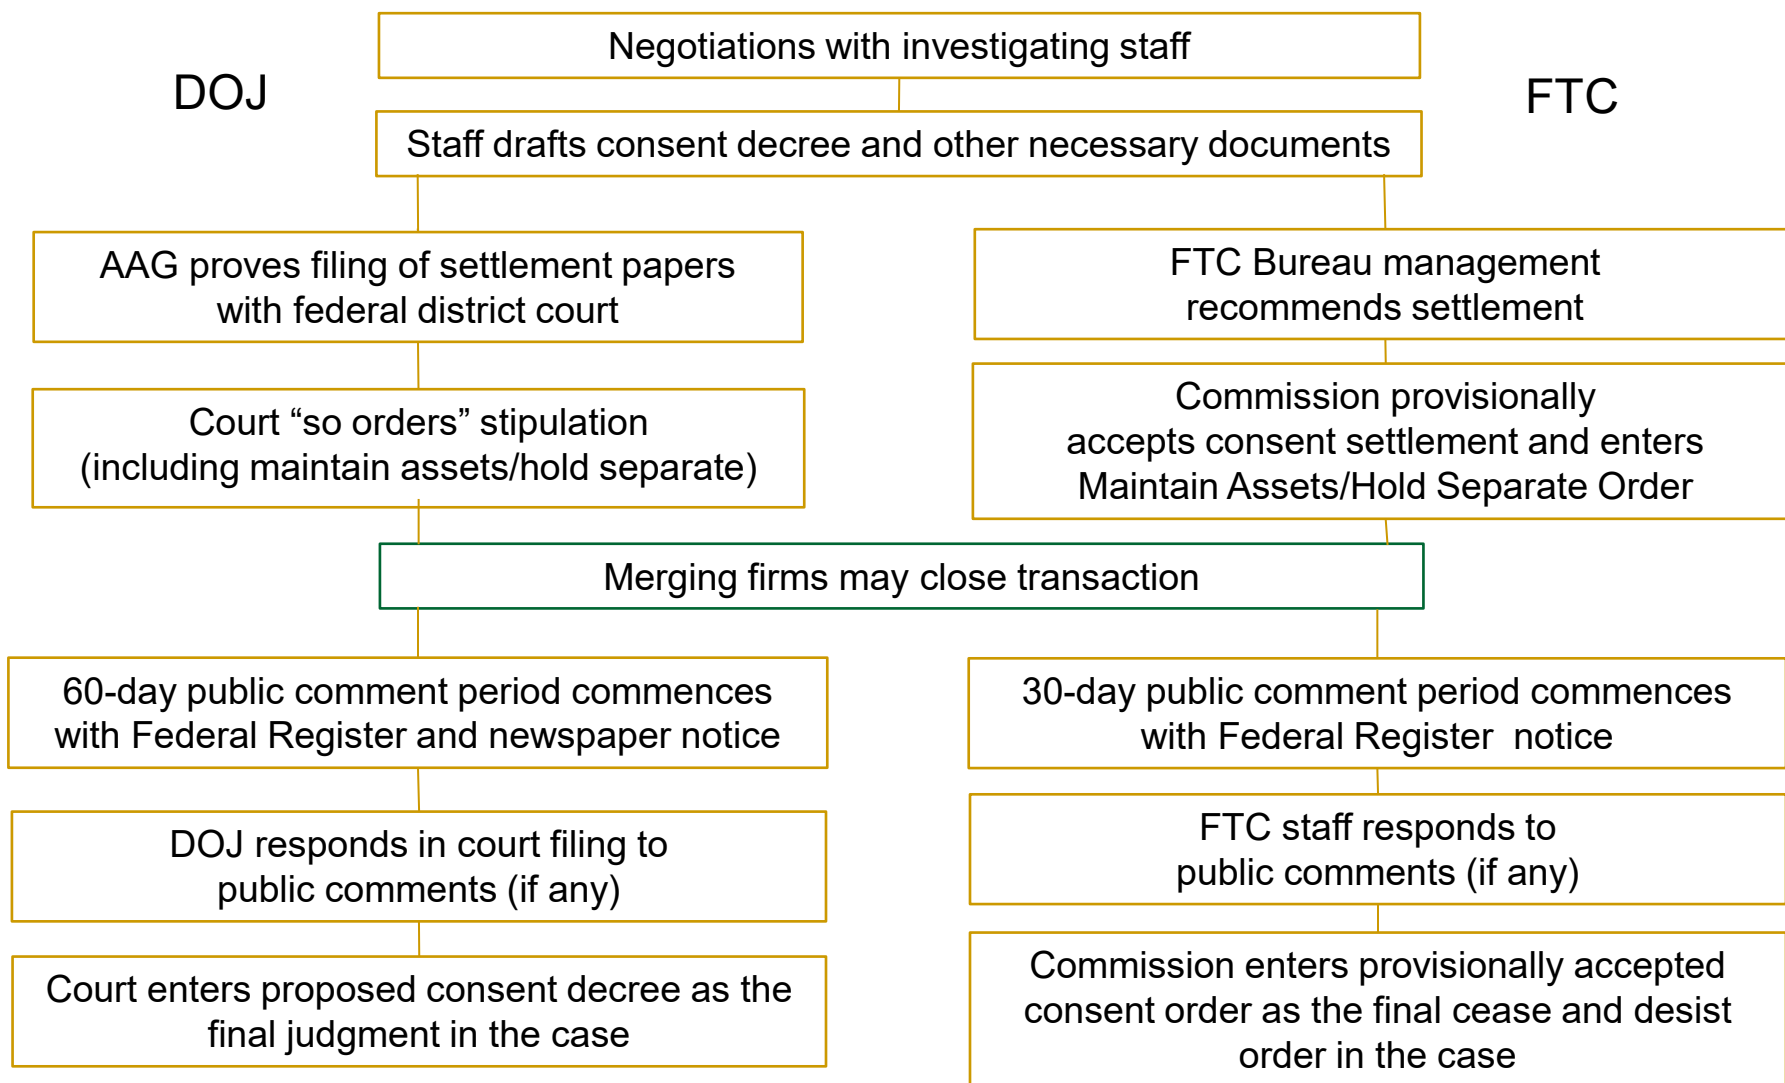 Negotiations with investigating staff
DOJ
FTC
Staff drafts consent decree and other necessary documents
AAG proves filing of settlement papers
with federal district court
FTC Bureau management
recommends settlement
Court “so orders” stipulation
(including maintain assets/hold separate)
Commission provisionally
accepts consent settlement and enters
Maintain Assets/Hold Separate Order
Merging firms may close transaction
60-day public comment period commences
with Federal Register and newspaper notice
30-day public comment period commences
with Federal Register notice
DOJ responds in court filing to
public comments (if any)
FTC staff responds to
public comments (if any)
Court enters proposed consent decree as the
final judgment in the case
Commission enters provisionally accepted
consent order as the final cease and desist
order in the case